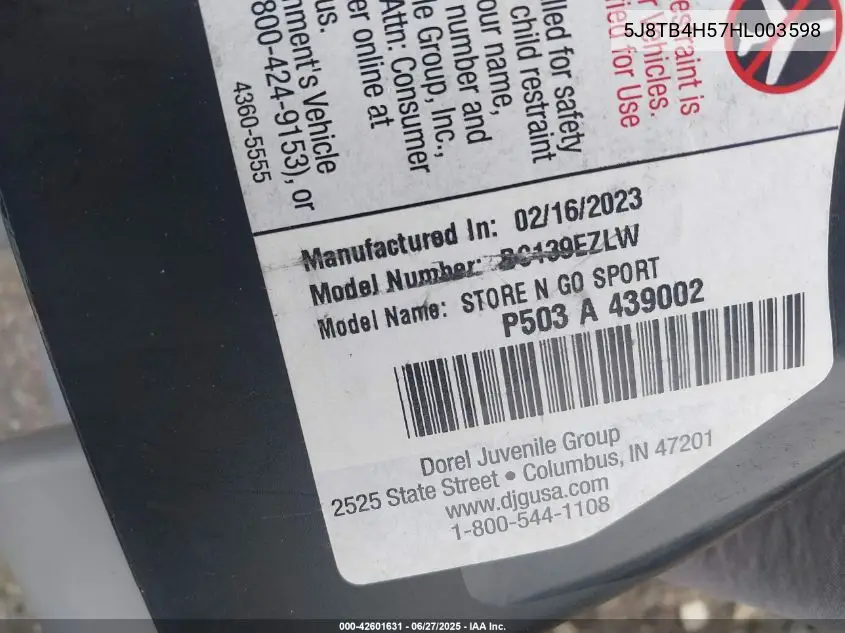 5J8TB4H57HL003598
estraint is
r Vehicles.
ied for Use
lled for safety
child restraint
our name,
number and
le Group, Inc.,
Attn: Consumer
er online at
nment's Vehicle
800-424-9153), or
us.
4360-5555
Manufactured In: 02/16/2023
Model Number: BC139EZLW
Model Name: STORE N GO SPORT
P503 A 439002
Dorel Juvenile Group
2525 State Street • Columbus, IN 47201
www.djgusa.com
1-800-544-1108
000-42601631 - 06/27/2025 - IAA Inc.